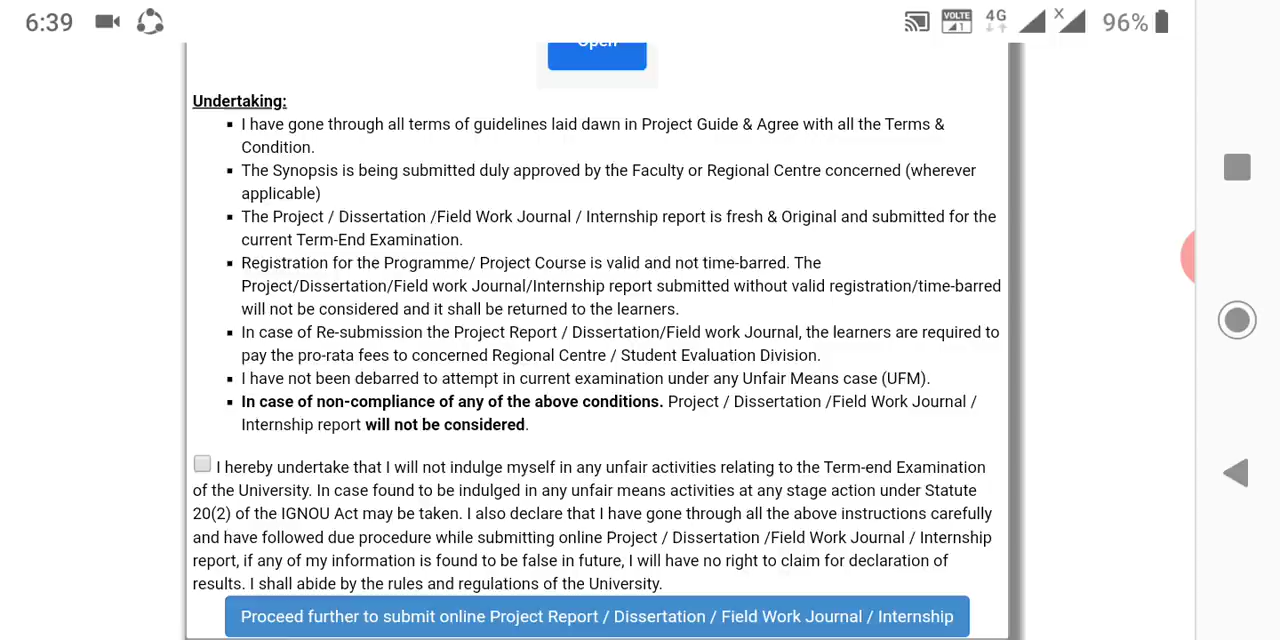 6:39
VOLTE
1
4G
X
96%
Open
Undertaking:
I have gone through all terms of guidelines laid dawn in Project Guide & Agree with all the Terms &
Condition.
The Synopsis is being submitted duly approved by the Faculty or Regional Centre concerned (wherever
applicable)
The Project / Dissertation /Field Work Journal / Internship report is fresh & Original and submitted for the
current Term-End Examination.
Registration for the Programme/ Project Course is valid and not time-barred. The
Project/Dissertation/Field work Journal/Internship report submitted without valid registration/time-barred
will not be considered and it shall be returned to the learners.
In case of Re-submission the Project Report / Dissertation/Field work Journal, the learners are required to
pay the pro-rata fees to concerned Regional Centre / Student Evaluation Division.
I have not been debarred to attempt in current examination under any Unfair Means case (UFM).
In case of non-compliance of any of the above conditions. Project / Dissertation /Field Work Journal /
Internship report will not be considered.
I hereby undertake that I will not indulge myself in any unfair activities relating to the Term-end Examination
of the University. In case found to be indulged in any unfair means activities at any stage action under Statute
20(2) of the IGNOU Act may be taken. I also declare that I have gone through all the above instructions carefully
and have followed due procedure while submitting online Project / Dissertation /Field Work Journal / Internship
report, if any of my information is found to be false in future, I will have no right to claim for declaration of
results. I shall abide by the rules and regulations of the University.
Proceed further to submit online Project Report / Dissertation / Field Work Journal / Internship